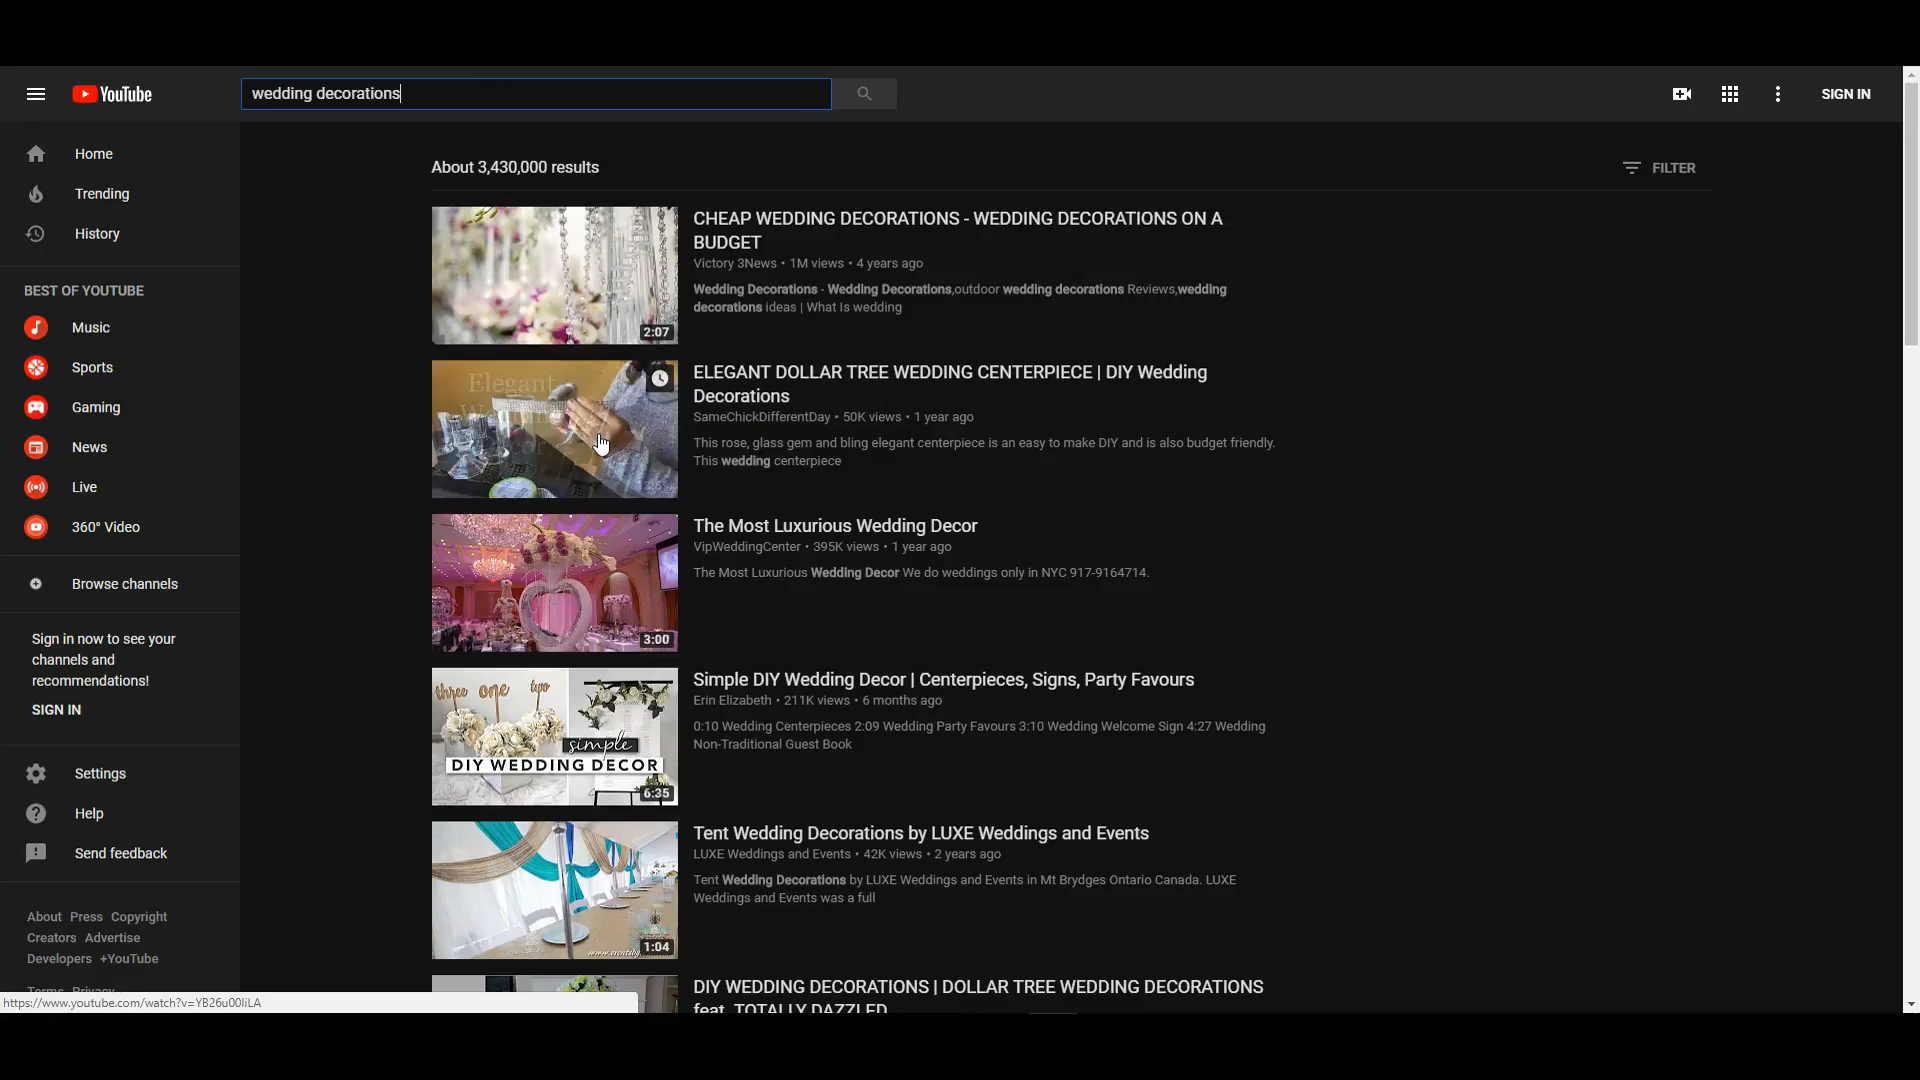 YouTube
wedding decorations
SIGN IN
Home
Trending
History
BEST OF YOUTUBE
Music
Sports
Gaming
News
Live
360° Video
Browse channels
Sign in now to see your
channels and
recommendations!
SIGN IN
Settings
Help
Send feedback
About Press Copyright
Creators Advertise
Developers +YouTube
Terms Privacy
https://www.youtube.com/watch?v=YB26u00IiLA
About 3,430,000 results
FILTER
2:07
CHEAP WEDDING DECORATIONS - WEDDING DECORATIONS ON A
BUDGET
Victory 3News • 1M views • 4 years ago
Wedding Decorations - Wedding Decorations,outdoor wedding decorations Reviews,wedding
decorations ideas | What Is wedding
Elegant
ELEGANT DOLLAR TREE WEDDING CENTERPIECE | DIY Wedding
Decorations
SameChickDifferentDay • 50K views • 1 year ago
This rose, glass gem and bling elegant centerpiece is an easy to make DIY and is also budget friendly.
This wedding centerpiece
3:00
The Most Luxurious Wedding Decor
VipWeddingCenter • 395K views • 1 year ago
The Most Luxurious Wedding Decor We do weddings only in NYC 917-9164714.
three one two
simple
DIY WEDDING DECOR
6:35
Simple DIY Wedding Decor | Centerpieces, Signs, Party Favours
Erin Elizabeth • 211K views • 6 months ago
0:10 Wedding Centerpieces 2:09 Wedding Party Favours 3:10 Wedding Welcome Sign 4:27 Wedding
Non-Traditional Guest Book
1:04
Tent Wedding Decorations by LUXE Weddings and Events
LUXE Weddings and Events • 42K views • 2 years ago
Tent Wedding Decorations by LUXE Weddings and Events in Mt Brydges Ontario Canada. LUXE
Weddings and Events was a full
DIY WEDDING DECORATIONS | DOLLAR TREE WEDDING DECORATIONS
feat. TOTALLY DAZZLED